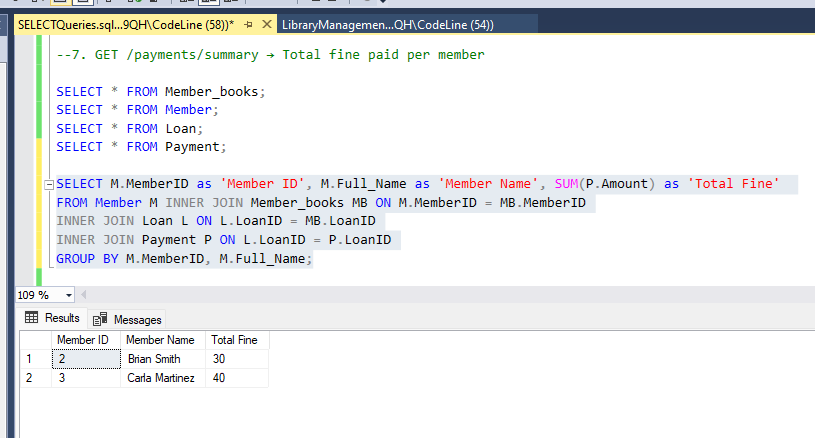 SELECTQueries.sql...9QH\CodeLine (58))*
LibraryManagemen...QH\CodeLine (54))
--7. GET /payments/summary → Total fine paid per member
SELECT * FROM Member_books;
SELECT * FROM Member;
SELECT * FROM Loan;
SELECT * FROM Payment;
SELECT M.MemberID as 'Member ID', M.Full_Name as 'Member Name', SUM(P.Amount) as 'Total Fine'
FROM Member M INNER JOIN Member_books MB ON M.MemberID = MB.MemberID
INNER JOIN Loan L ON L.LoanID = MB.LoanID
INNER JOIN Payment P ON L.LoanID = P.LoanID
GROUP BY M.MemberID, M.Full_Name;
109 %
Results Messages
Member ID Member Name Total Fine
1 2 Brian Smith 30
2 3 Carla Martinez 40